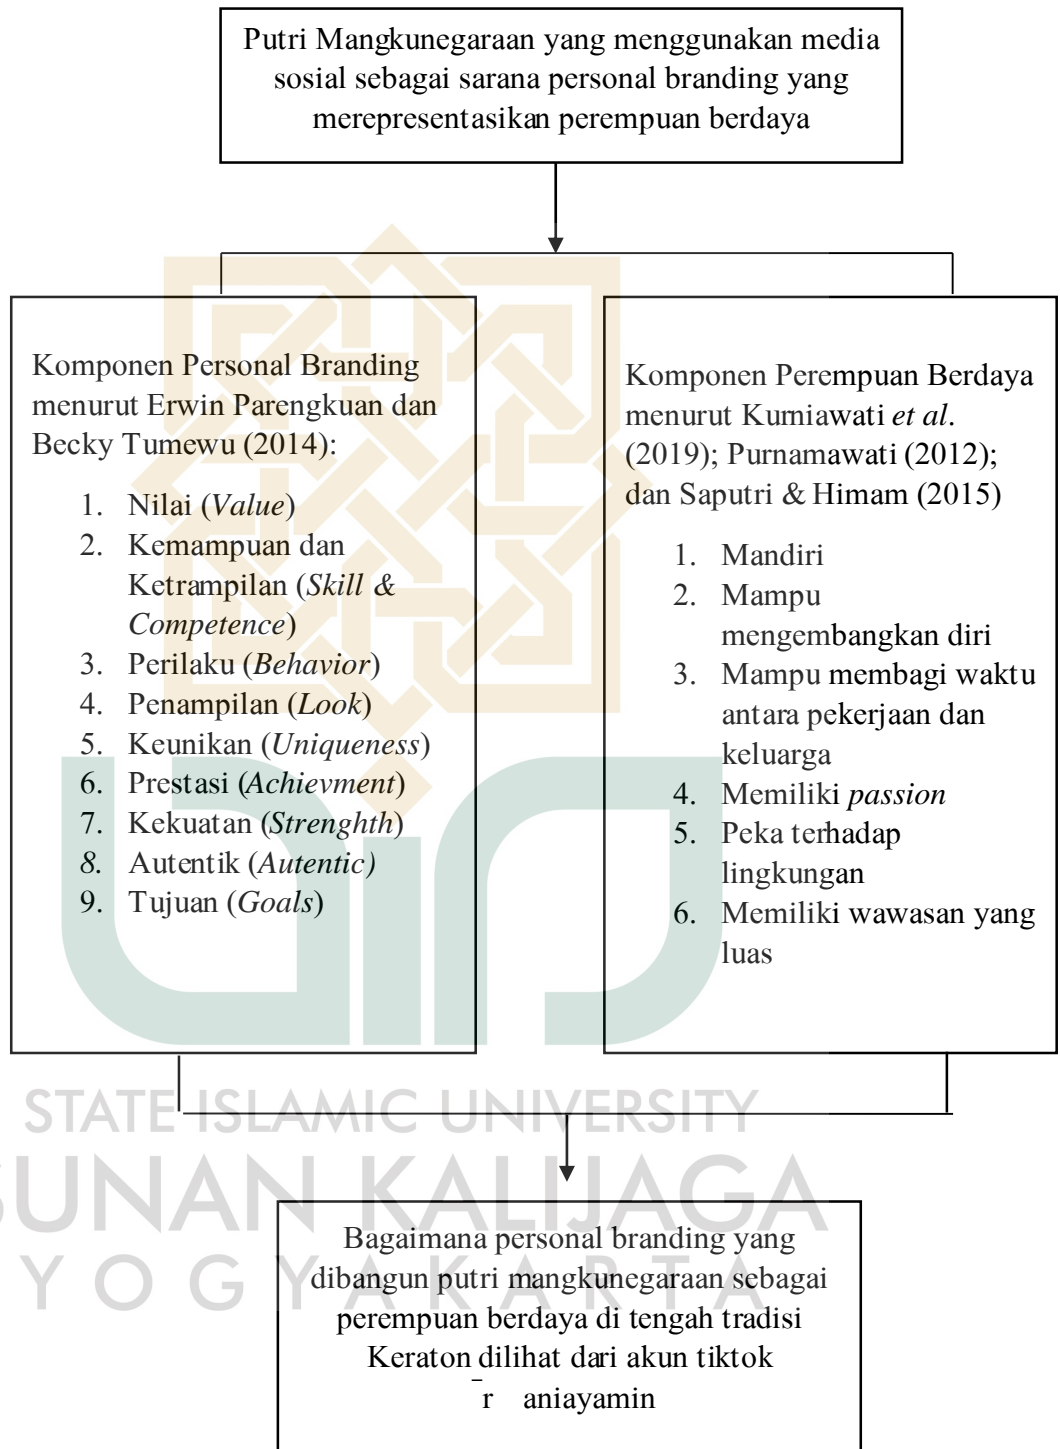 Putri Mangkunegaraan yang menggunakan media
sosial sebagai sarana personal branding yang
merepresentasikan perempuan berdaya
Komponen Personal Branding
menurut Erwin Parengkuan dan
Becky Tumewu (2014):
1. Nilai (Value)
2. Kemampuan dan
Ketrampilan (Skill &
Competence)
3. Perilaku (Behavior)
4. Penampilan (Look)
5. Keunikan (Uniqueness)
6. Prestasi (Achievment)
7. Kekuatan (Strenghth)
8. Autentik (Autentic)
9. Tujuan (Goals)
Komponen Perempuan Berdaya
menurut Kurniawati et al.
(2019); Purnamawati (2012);
dan Saputri & Himam (2015)
1. Mandiri
2. Mampu
mengembangkan diri
3. Mampu membagi waktu
antara pekerjaan dan
keluarga
4. Memiliki passion
5. Peka terhadap
lingkungan
6. Memiliki wawasan yang
luas
STATE ISLAMIC UNIVERSITY
SUNAN KALIJAGA
YOGYAKARTA
Bagaimana personal branding yang
dibangun putri mangkunegaraan sebagai
perempuan berdaya di tengah tradisi
Keraton dilihat dari akun tiktok
r aniayamin